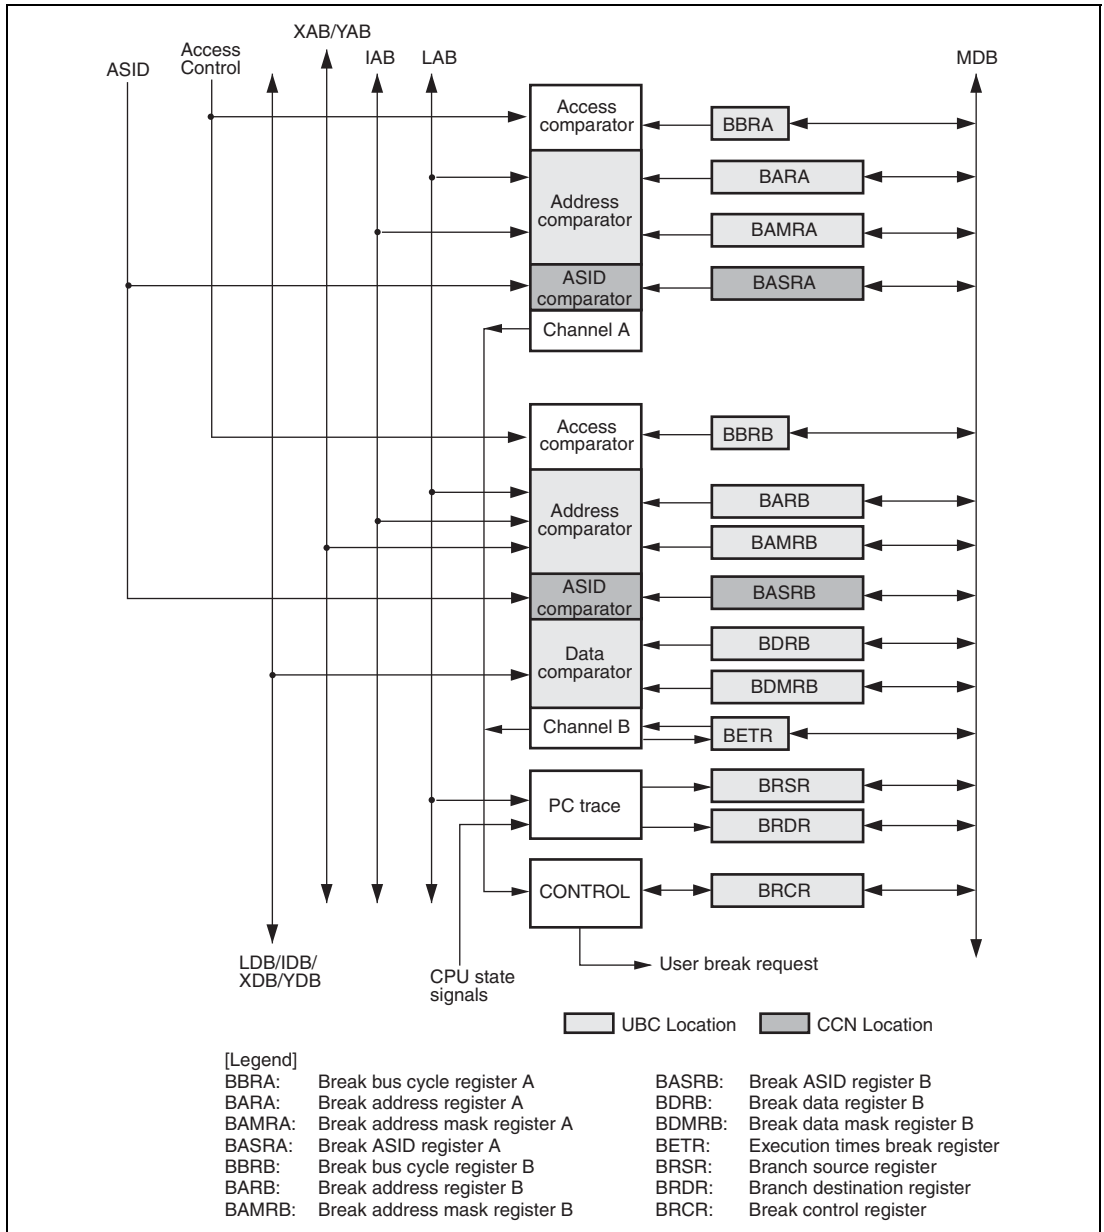 XAB/YAB
ASID
Access
Control
IAB
LAB
MDB
Access
comparator
BBRA
Address
comparator
BARA
BAMRA
ASID
comparator
BASRA
Channel A
Access
comparator
BBRB
Address
comparator
BARB
BAMRB
ASID
comparator
BASRB
Data
comparator
BDRB
BDMRB
Channel B
BETR
PC trace
BRSR
BRDR
CONTROL
BRCR
LDB/IDB/
XDB/YDB
CPU state
signals
User break request
UBC Location
CCN Location
[Legend]
BBRA: Break bus cycle register A
BARA: Break address register A
BAMRA: Break address mask register A
BASRA: Break ASID register A
BBRB: Break bus cycle register B
BARB: Break address register B
BAMRB: Break address mask register B
BASRB: Break ASID register B
BDRB: Break data register B
BDMRB: Break data mask register B
BETR: Execution times break register
BRSR: Branch source register
BRDR: Branch destination register
BRCR: Break control register